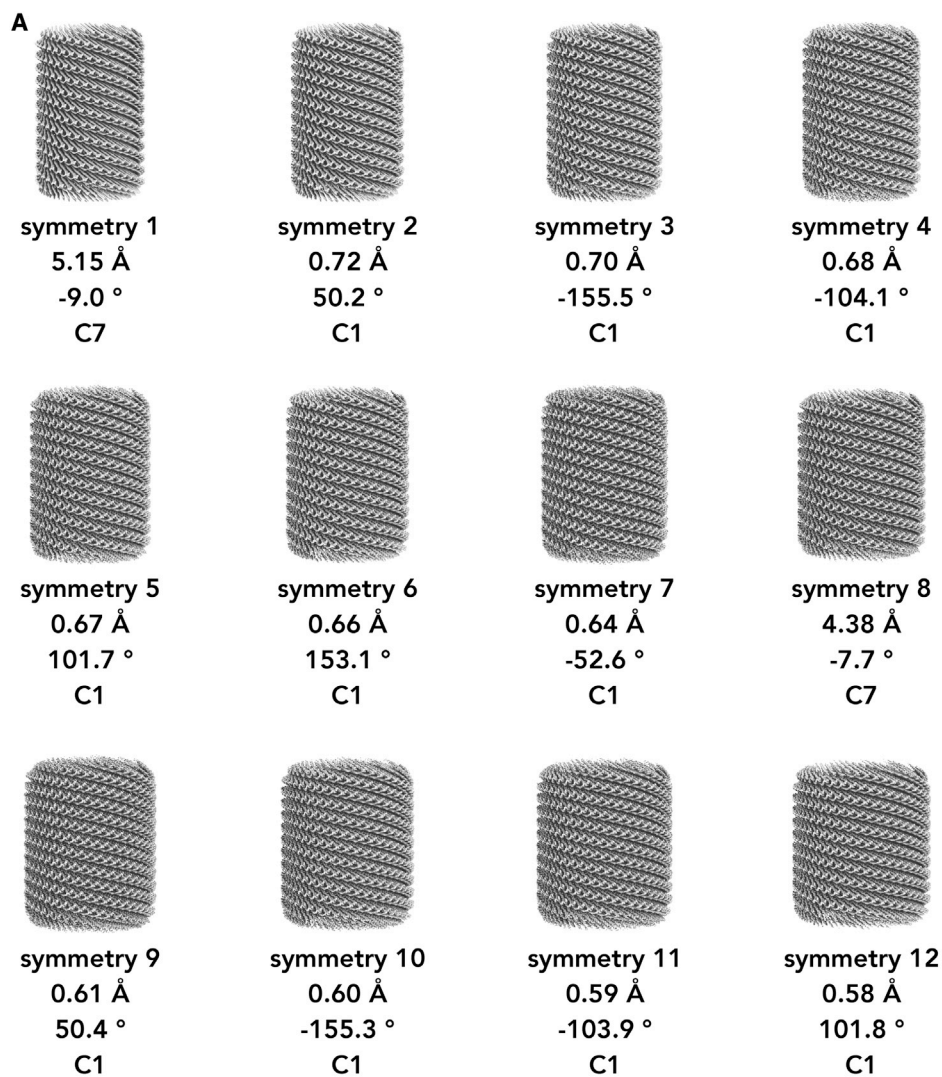 A
symmetry 1
5.15 Å
-9.0 °
C7
symmetry 2
0.72 Å
50.2 °
C1
symmetry 3
0.70 Å
-155.5 °
C1
symmetry 4
0.68 Å
-104.1 °
C1
symmetry 5
0.67 Å
101.7 °
C1
symmetry 6
0.66 Å
153.1 °
C1
symmetry 7
0.64 Å
-52.6 °
C1
symmetry 8
4.38 Å
-7.7 °
C7
symmetry 9
0.61 Å
50.4 °
C1
symmetry 10
0.60 Å
-155.3 °
C1
symmetry 11
0.59 Å
-103.9 °
C1
symmetry 12
0.58 Å
101.8 °
C1